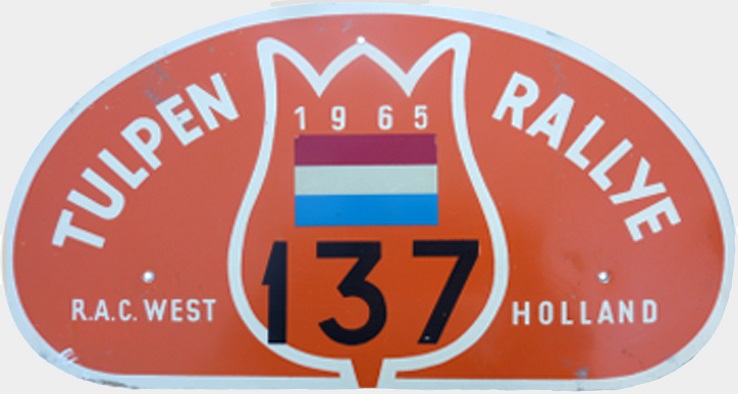 TULPEN RALLYE
1965
137
R.A.C. WEST HOLLAND